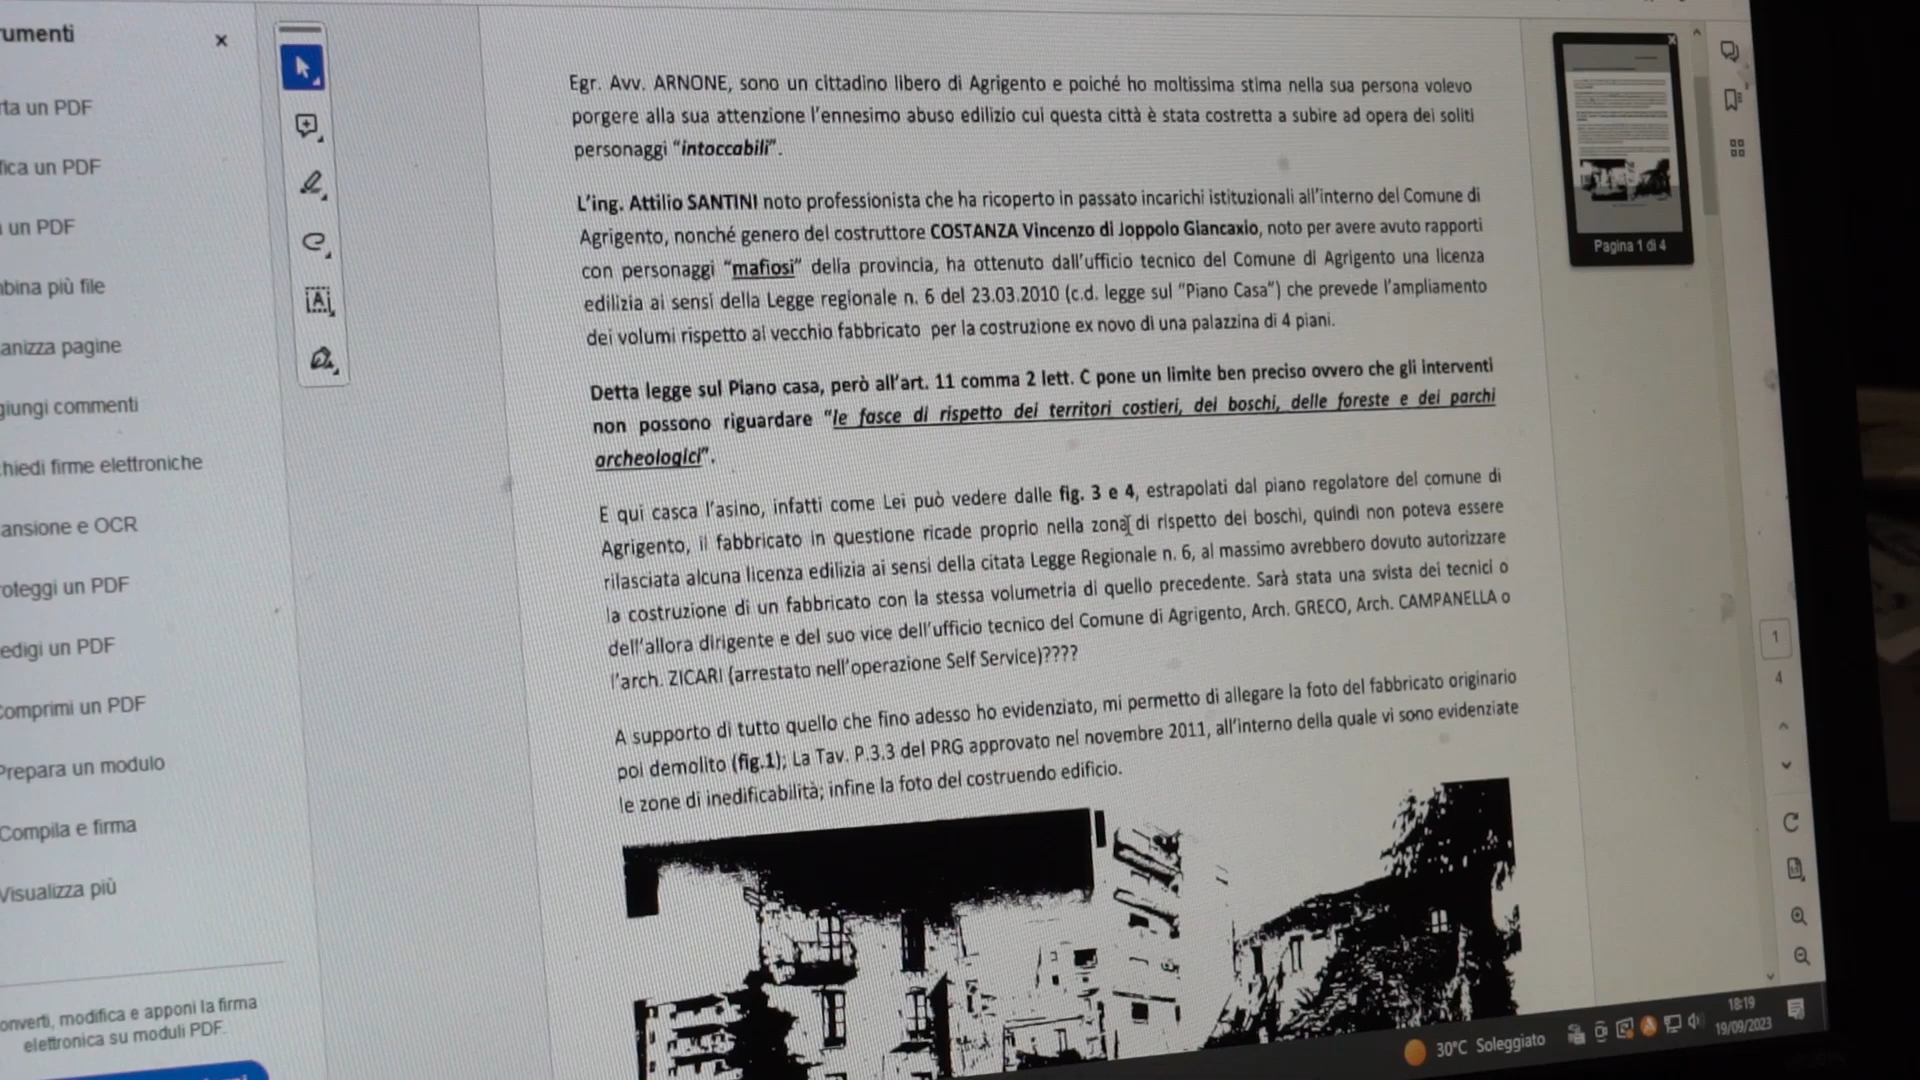 umenti
rta un PDF
fica un PDF
un PDF
bina più file
anizza pagine
giungi commenti
hiedi firme elettroniche
ansione e OCR
roteggi un PDF
edigi un PDF
Comprimi un PDF
Prepara un modulo
Compila e firma
Visualizza più
onverti, modifica e apponi la firma
elettronica su moduli PDF.
Egr. Avv. ARNONE, sono un cittadino libero di Agrigento e poiché ho moltissima stima nella sua persona volevo
porgere alla sua attenzione l'ennesimo abuso edilizio cui questa città è stata costretta a subire ad opera dei soliti
personaggi "intoccabili".
L'ing. Attilio SANTINI noto professionista che ha ricoperto in passato incarichi istituzionali all'interno del Comune di
Agrigento, nonché genero del costruttore COSTANZA Vincenzo di Joppolo Giancaxio, noto per avere avuto rapporti
con personaggi "mafiosi" della provincia, ha ottenuto dall'ufficio tecnico del Comune di Agrigento una licenza
edilizia ai sensi della Legge regionale n. 6 del 23.03.2010 (c.d. legge sul "Piano Casa") che prevede l'ampliamento
dei volumi rispetto al vecchio fabbricato per la costruzione ex novo di una palazzina di 4 piani.
Detta legge sul Piano casa, però all'art. 11 comma 2 lett. C pone un limite ben preciso ovvero che gli interventi
non possono riguardare "le fasce di rispetto dei territori costieri, dei boschi, delle foreste e dei parchi
archeologici".
E qui casca l'asino, infatti come Lei può vedere dalle fig. 3 e 4, estrapolati dal piano regolatore del comune di
Agrigento, il fabbricato in questione ricade proprio nella zona di rispetto dei boschi, quindi non poteva essere
rilasciata alcuna licenza edilizia ai sensi della citata Legge Regionale n. 6, al massimo avrebbero dovuto autorizzare
la costruzione di un fabbricato con la stessa volumetria di quello precedente. Sarà stata una svista dei tecnici o
dell'allora dirigente e del suo vice dell'ufficio tecnico del Comune di Agrigento, Arch. GRECO, Arch. CAMPANELLA o
l'arch. ZICARI (arrestato nell'operazione Self Service)????
A supporto di tutto quello che fino adesso ho evidenziato, mi permetto di allegare la foto del fabbricato originario
poi demolito (fig.1); La Tav. P.3.3 del PRG approvato nel novembre 2011, all'interno della quale vi sono evidenziate
le zone di inedificabilità; infine la foto del costruendo edificio.
Pagina 1 di 4
1
4
30°C Soleggiato
18:19
19/09/2023